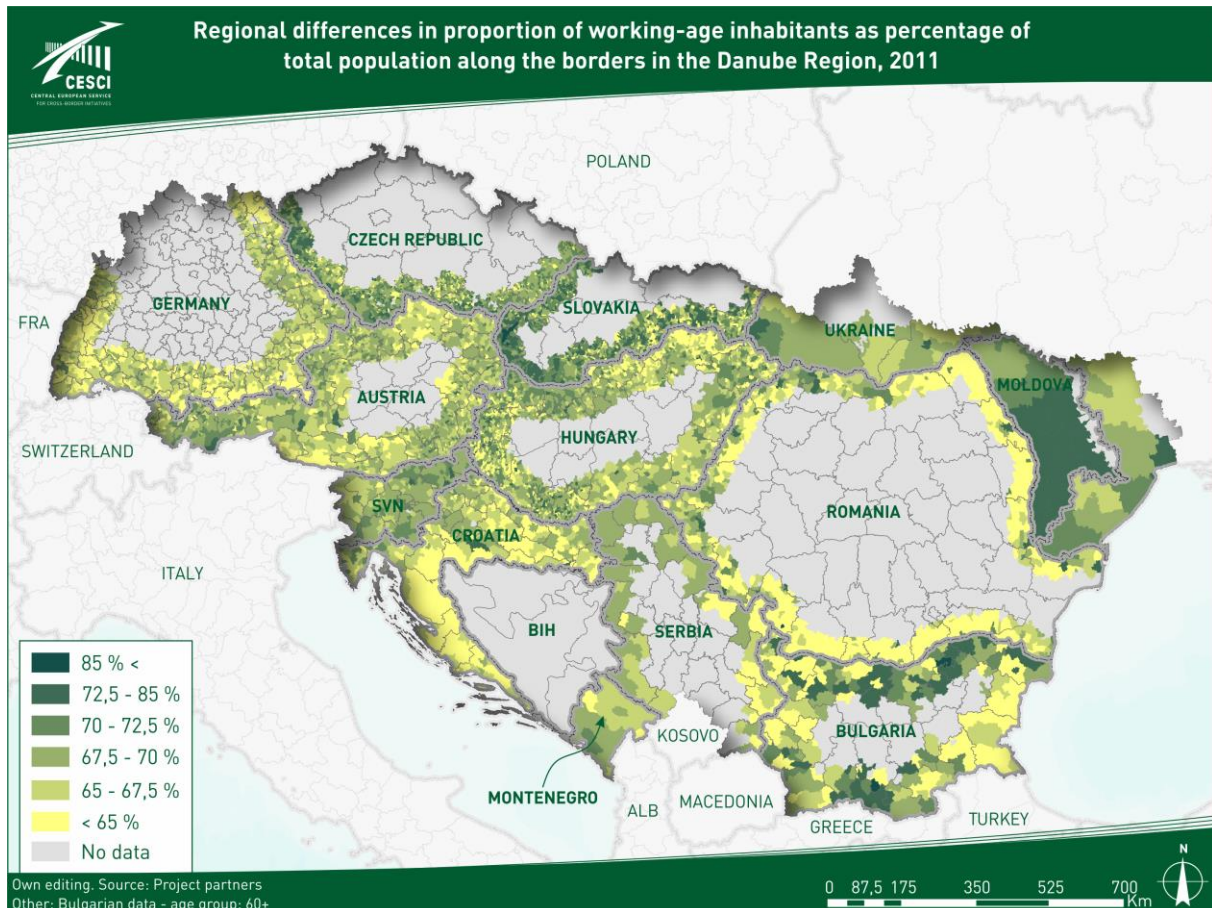 Regional differences in proportion of working-age inhabitants as percentage of
total population along the borders in the Danube Region, 2011
CESCI
CENTRAL EUROPEAN SERVICE
FOR CROSS-BORDER INITIATIVES
POLAND
CZECH REPUBLIC
GERMANY
SLOVAKIA
FRA
UKRAINE
MOLDOVA
AUSTRIA
HUNGARY
SWITZERLAND
SVN
ROMANIA
CROATIA
ITALY
BIH
SERBIA
BULGARIA
KOSOVO
MONTENEGRO
ALB
MACEDONIA
GREECE
TURKEY
85 % <
72,5 - 85 %
70 - 72,5 %
67,5 - 70 %
65 - 67,5 %
< 65 %
No data
Own editing. Source: Project partners
Other: Bulgarian data - age group: 60+
0 87,5 175 350 525 700
Km
N